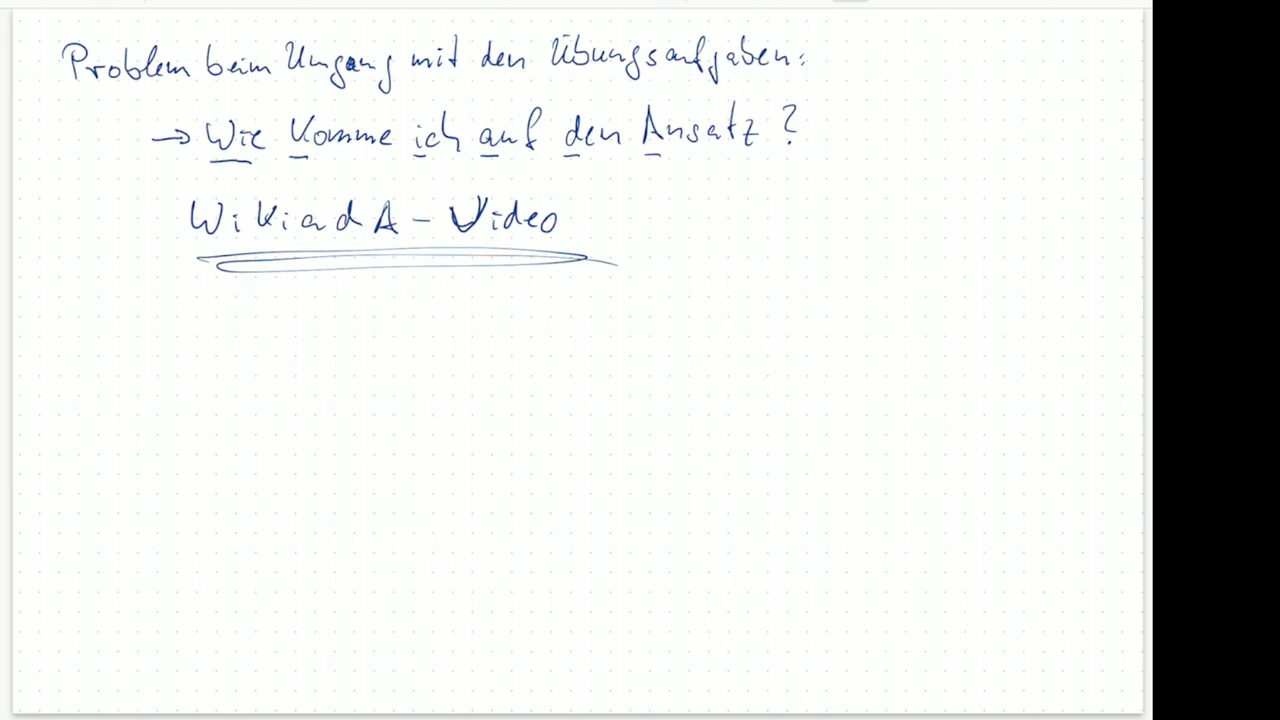 Problem beim Umgang mit den Übungsaufgaben:
→ Wie komme ich auf den Ansatz?
WiKiadA - Video